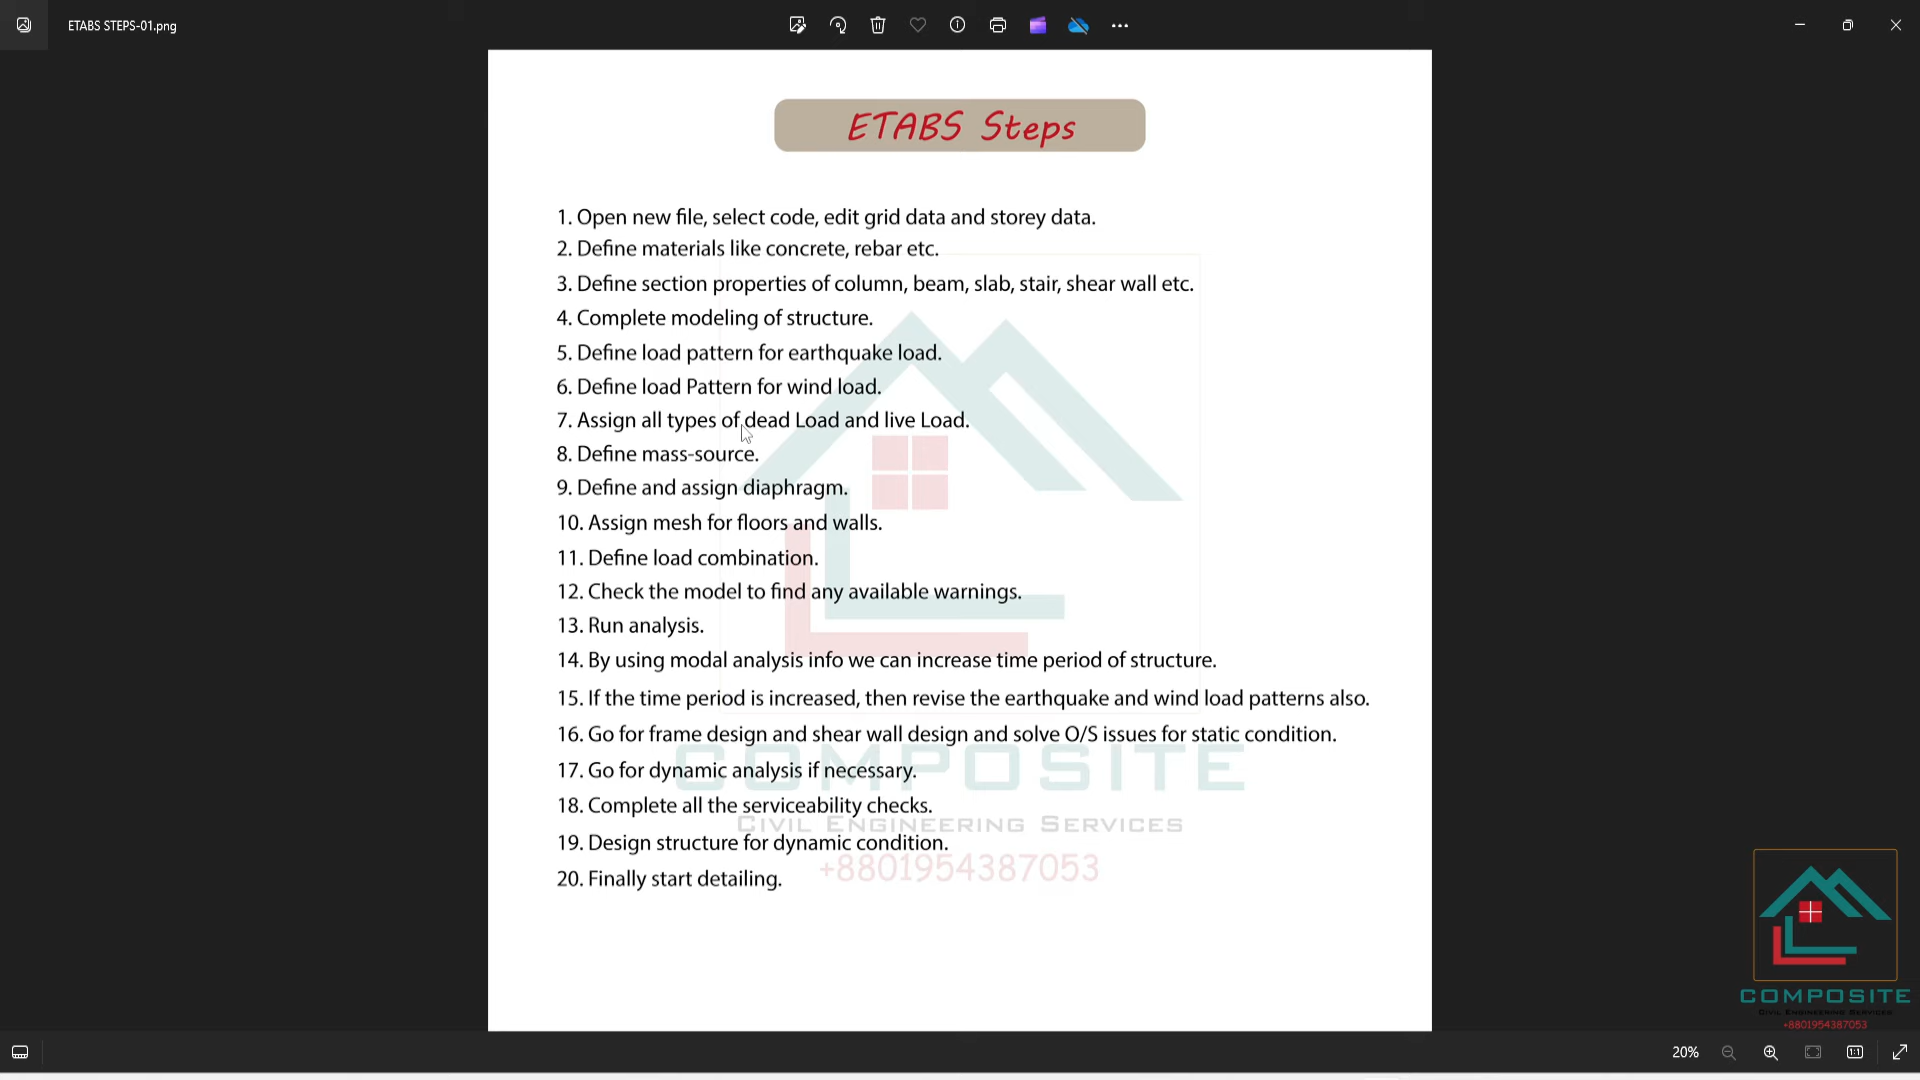 ETABS STEPS-01.png
ETABS Steps
1. Open new file, select code, edit grid data and storey data.
2. Define materials like concrete, rebar etc.
3. Define section properties of column, beam, slab, stair, shear wall etc.
4. Complete modeling of structure.
5. Define load pattern for earthquake load.
6. Define load Pattern for wind load.
7. Assign all types of dead Load and live Load.
8. Define mass-source.
9. Define and assign diaphragm.
10. Assign mesh for floors and walls.
11. Define load combination.
12. Check the model to find any available warnings.
13. Run analysis.
14. By using modal analysis info we can increase time period of structure.
15. If the time period is increased, then revise the earthquake and wind load patterns also.
16. Go for frame design and shear wall design and solve O/S issues for static condition.
COMPOSITE
17. Go for dynamic analysis if necessary.
18. Complete all the serviceability checks.
CIVIL ENGINEERING SERVICES
19. Design structure for dynamic condition.
+8801954387053
20. Finally start detailing.
COMPOSITE
CIVIL ENGINEERING SERVICES
+8801954387053
20%
1:1